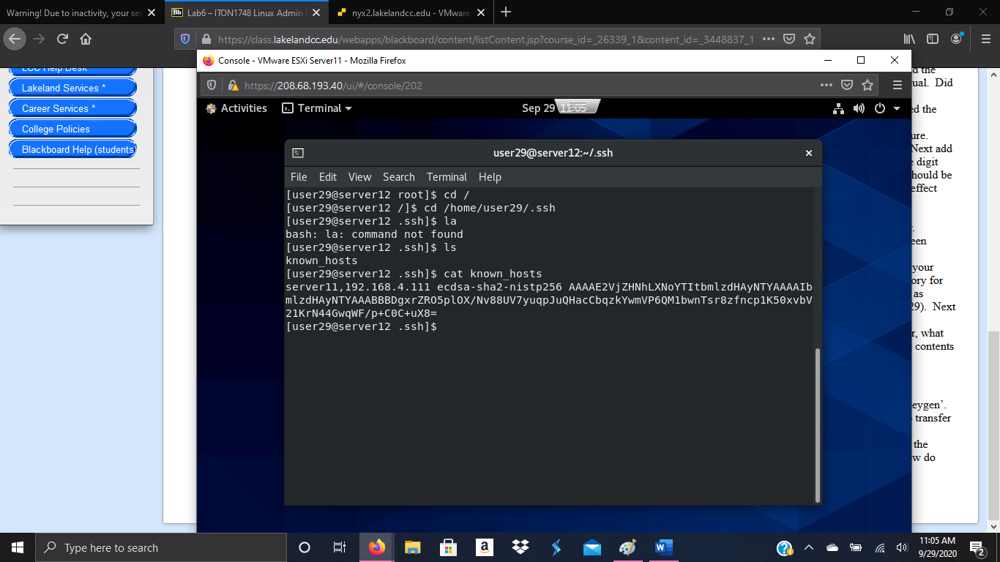 Warning! Due to inactivity, your ses
Lab6 – ITON1748 Linux Admin
nyx2.lakelandcc.edu - VMware
https://class.lakelandcc.edu/webapps/blackboard/content/listContent.jsp?course_id=_26339_1&content_id=_3448837_1
LCC Help Desk
Lakeland Services *
Career Services *
College Policies
Blackboard Help (students
Console - VMware ESXi Server11 - Mozilla Firefox
https://208.68.193.40/ui/#/console/202
Activities
Terminal
Sep 29 11:05
user29@server12:~/.ssh
File Edit View Search Terminal Help
[user29@server12 root]$ cd /
[user29@server12 /]$ cd /home/user29/.ssh
[user29@server12 .ssh]$ la
bash: la: command not found
[user29@server12 .ssh]$ ls
known_hosts
[user29@server12 .ssh]$ cat known_hosts
server11,192.168.4.111 ecdsa-sha2-nistp256 AAAAE2VjZHNhLXNoYTItbmlzdHAyNTYAAAAIb
mlzdHAyNTYAAABBBDgxrZRO5plOX/Nv88UV7yuqpJuQHacCbqzkYwmVP6QM1bwnTsr8zfncp1K50xvbV
21KrN44GwqWF/p+C0C+uX8=
[user29@server12 .ssh]$
d the
ual. Did
ed the
ure.
Next add
e digit
hould be
effect
y.
een
your
ory for
as
29). Next
r, what
e contents
eygen’.
o transfer
the
ow do
Type here to search
11:05 AM
9/29/2020
2